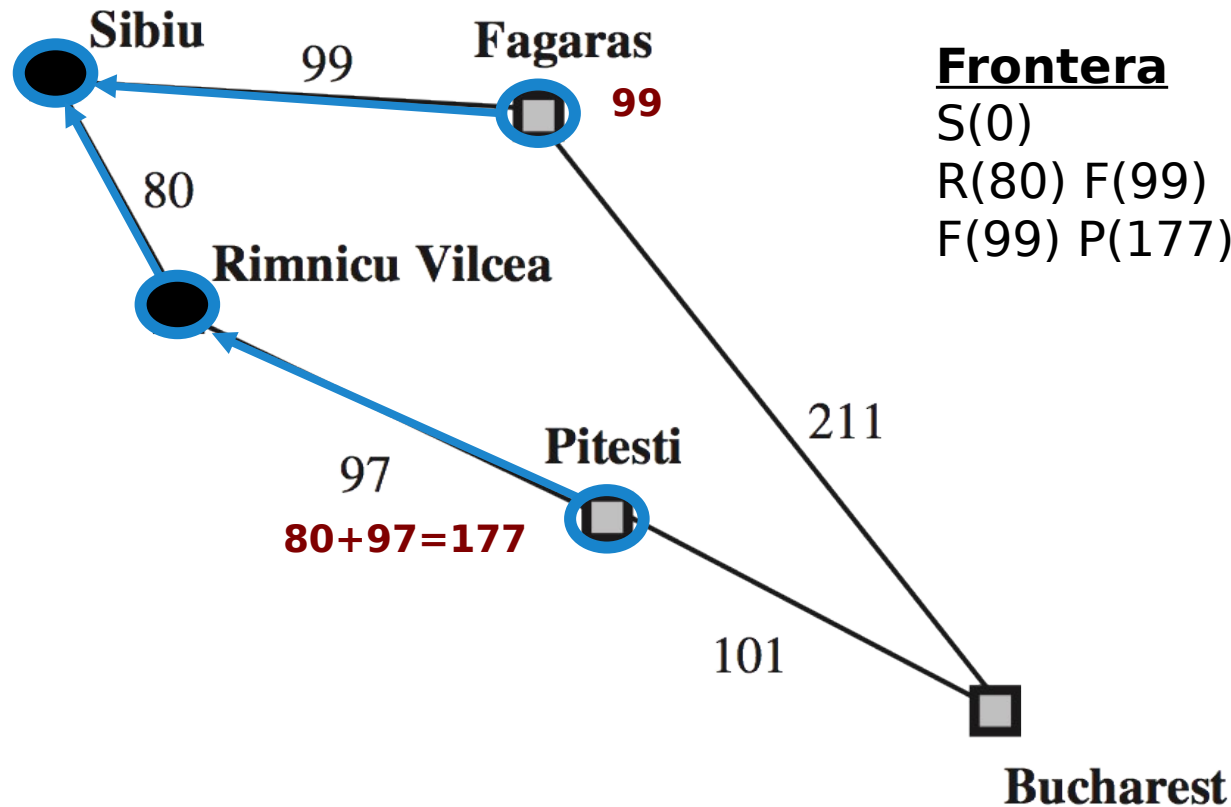 Sibiu
Fagaras
99
99
80
Rimnicu Vilcea
97
80+97=177
Pitesti
211
101
Bucharest
Frontera
S(0)
R(80) F(99)
F(99) P(177)